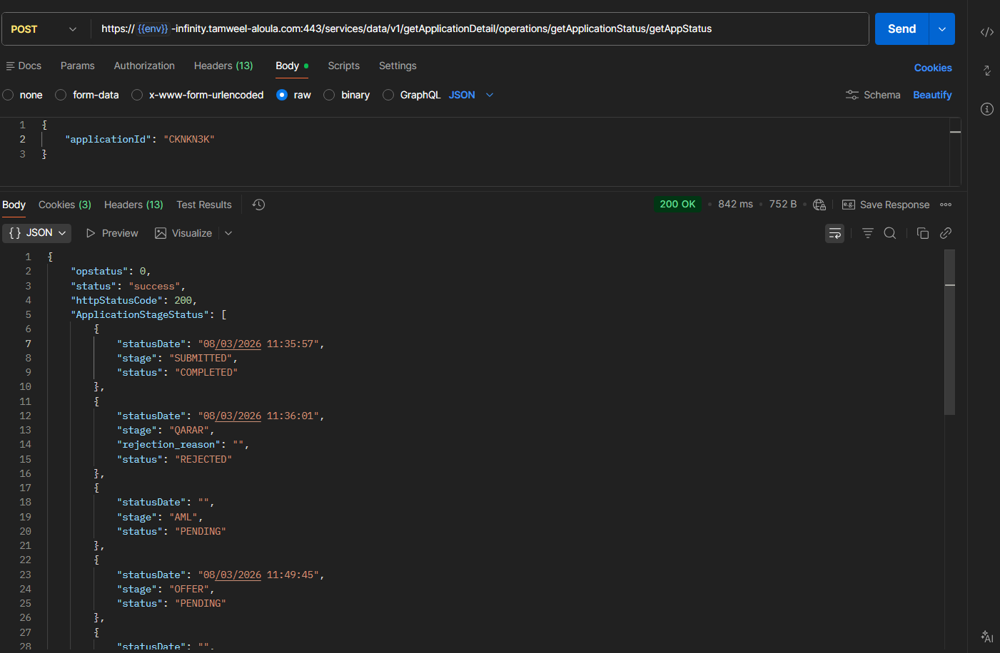 POST https://{{env}}-infinity.tamweel-aloula.com:443/services/data/v1/getApplicationDetail/operations/getApplicationStatus/getAppStatus Send
Docs Params Authorization Headers (13) Body Scripts Settings Cookies
none form-data x-www-form-urlencoded raw binary GraphQL JSON Schema Beautify
1 {
2 "applicationId": "CKNKN3K"
3 }
Body Cookies (3) Headers (13) Test Results 200 OK 842 ms 752 B e.g. Save Response
{} JSON Preview Visualize
1 {
2 "opstatus": 0,
3 "status": "success",
4 "httpStatusCode": 200,
5 "ApplicationStageStatus": [
6 {
7 "statusDate": "08/03/2026 11:35:57",
8 "stage": "SUBMITTED",
9 "status": "COMPLETED"
10 },
11 {
12 "statusDate": "08/03/2026 11:36:01",
13 "stage": "QARAR",
14 "rejection_reason": "",
15 "status": "REJECTED"
16 },
17 {
18 "statusDate": "",
19 "stage": "AML",
20 "status": "PENDING"
21 },
22 {
23 "statusDate": "08/03/2026 11:49:45",
24 "stage": "OFFER",
25 "status": "PENDING"
26 },
27 {
28 "statusDate": "",
AI